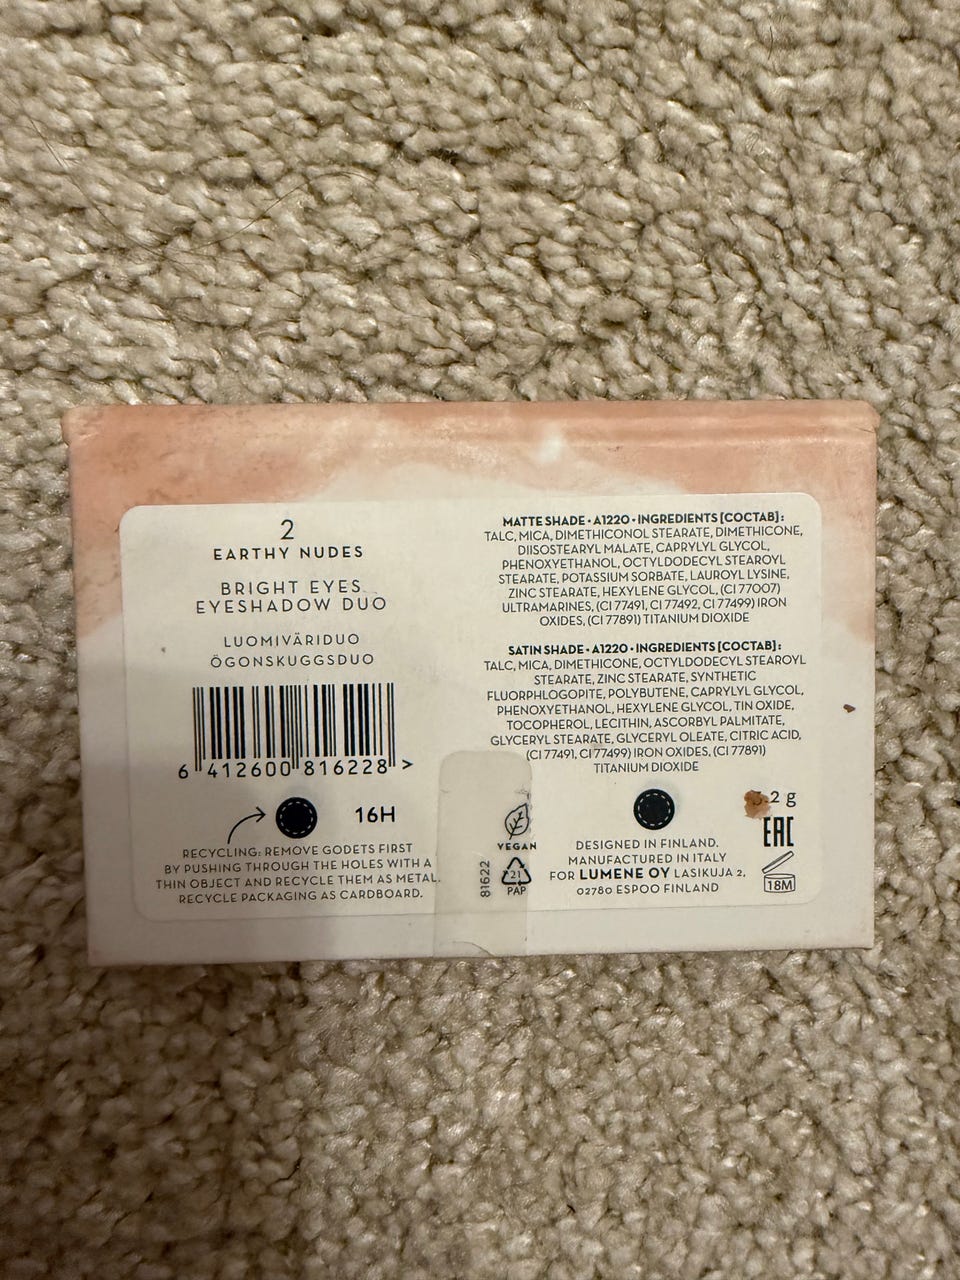 2
EARTHY NUDES
BRIGHT EYES
EYESHADOW DUO
LUOMIVÄRIDUO
ÖGONSKUGGSDUO
6 412600 816228 >
16H
RECYCLING: REMOVE GODETS FIRST
BY PUSHING THROUGH THE HOLES WITH A
THIN OBJECT AND RECYCLE THEM AS METAL.
RECYCLE PACKAGING AS CARDBOARD.
MATTE SHADE • A1220 • INGREDIENTS [COCTAB]:
TALC, MICA, DIMETHICONOL STEARATE, DIMETHICONE,
DIISOSTEARYL MALATE, CAPRYLYL GLYCOL,
PHENOXYETHANOL, OCTYLDODECYL STEAROYL
STEARATE, POTASSIUM SORBATE, LAUROYL LYSINE,
ZINC STEARATE, HEXYLENE GLYCOL, (CI 77007)
ULTRAMARINES, (CI 77491, CI 77492, CI 77499) IRON
OXIDES, (CI 77891) TITANIUM DIOXIDE
SATIN SHADE • A1220 • INGREDIENTS [COCTAB]:
TALC, MICA, DIMETHICONE, OCTYLDODECYL STEAROYL
STEARATE, ZINC STEARATE, SYNTHETIC
FLUORPHLOGOPITE, POLYBUTENE, CAPRYLYL GLYCOL,
PHENOXYETHANOL, HEXYLENE GLYCOL, TIN OXIDE,
TOCOPHEROL, LECITHIN, ASCORBYL PALMITATE,
GLYCERYL STEARATE, GLYCERYL OLEATE, CITRIC ACID,
(CI 77491, CI 77499) IRON OXIDES, (CI 77891)
TITANIUM DIOXIDE
VEGAN
81622
21
PAP
DESIGNED IN FINLAND.
MANUFACTURED IN ITALY
FOR LUMENE OY LASIKUJA 2,
02780 ESPOO FINLAND
g
EAC
18M